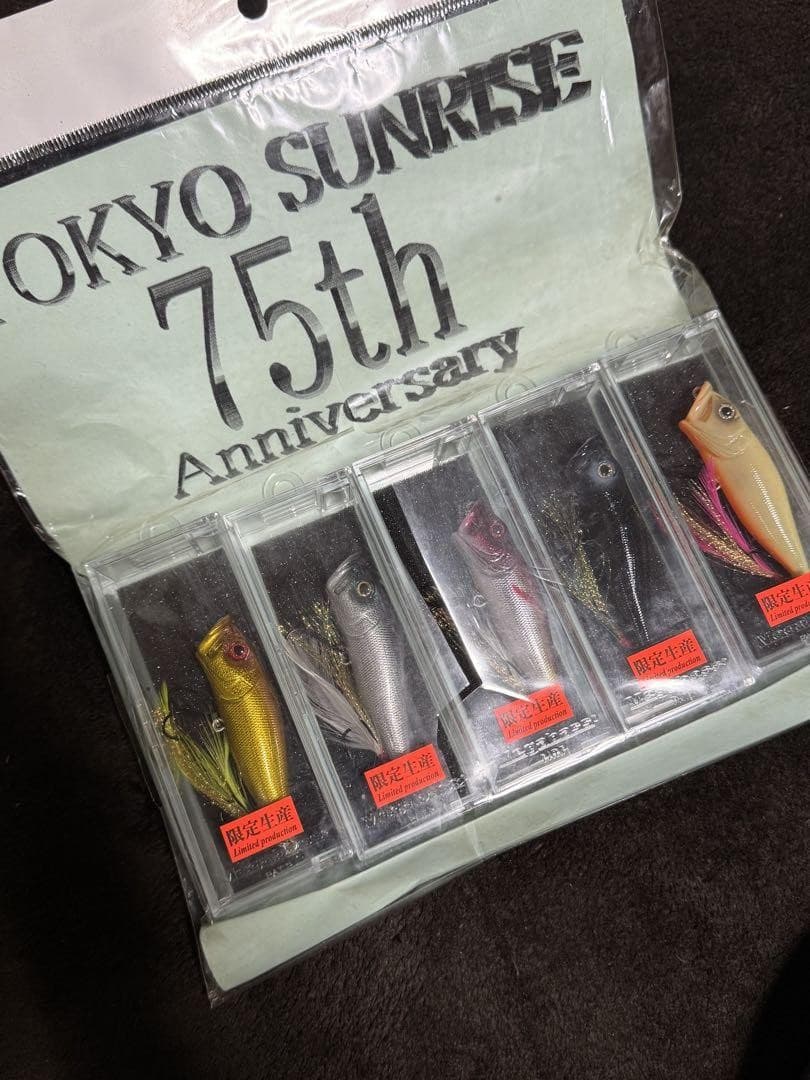 TOKYO SUNRISE
75th
Anniversary
限定生産
Limited production
限定生産
Limited production
限定生産
Limited production
限定生産
Limited production
限定生産
Limited production